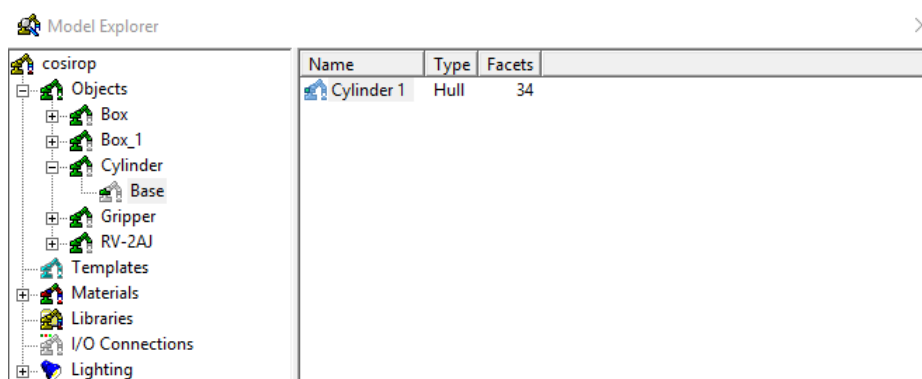 Model Explorer
cosirop
Objects
Box
Box_1
Cylinder
Base
Gripper
RV-2AJ
Templates
Materials
Libraries
I/O Connections
Lighting
Name Type Facets
Cylinder 1 Hull 34